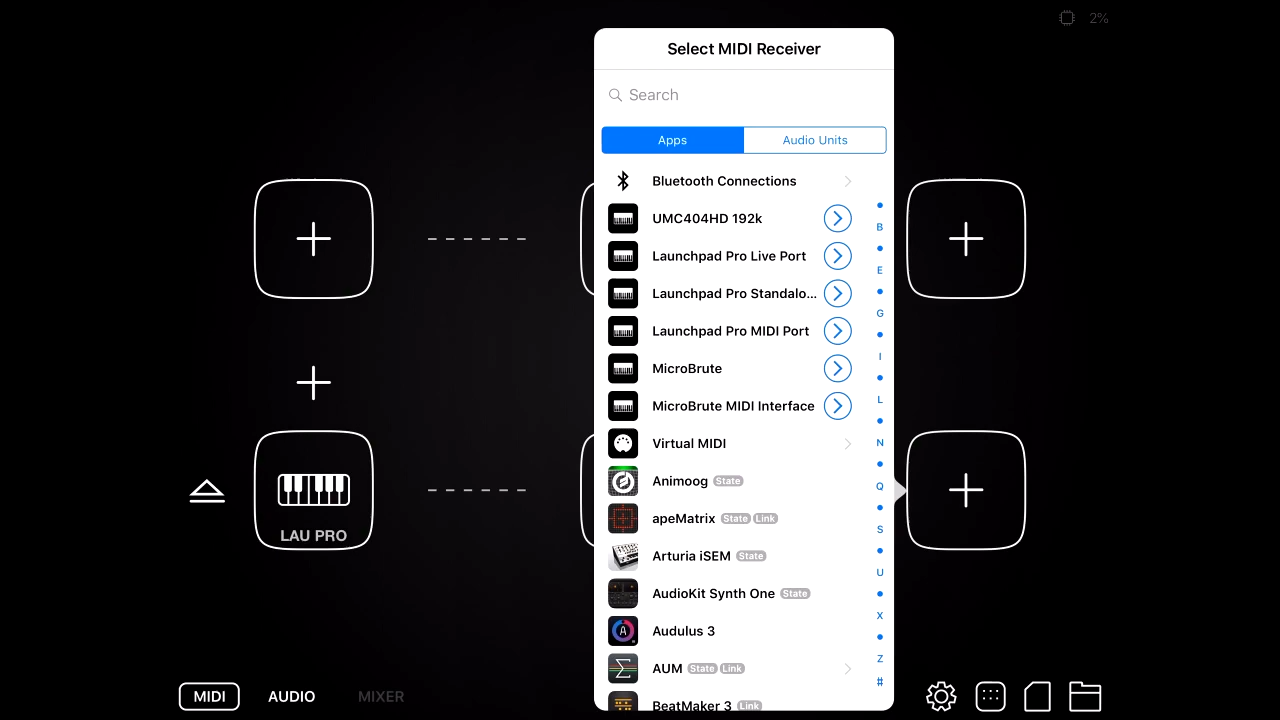 2%
Select MIDI Receiver
Search
Apps
Audio Units
Bluetooth Connections
UMC404HD 192k
Launchpad Pro Live Port
Launchpad Pro Standalo...
Launchpad Pro MIDI Port
MicroBrute
MicroBrute MIDI Interface
Virtual MIDI
Animoog State
apeMatrix State Link
Arturia iSEM State
AudioKit Synth One State
Audulus 3
AUM State Link
BeatMaker 3 Link
B
E
G
I
L
N
Q
S
U
X
Z
#
LAU PRO
MIDI
AUDIO
MIXER